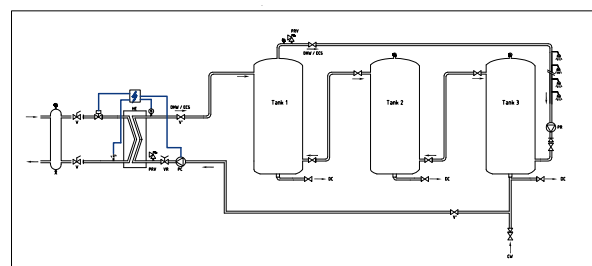 PRV
DHW / ECS
DHW / ECS
HE
V
V
Tank 1
Tank 2
Tank 3
PR
V
PRV
VR
PC
DC
DC
DC
V
CW